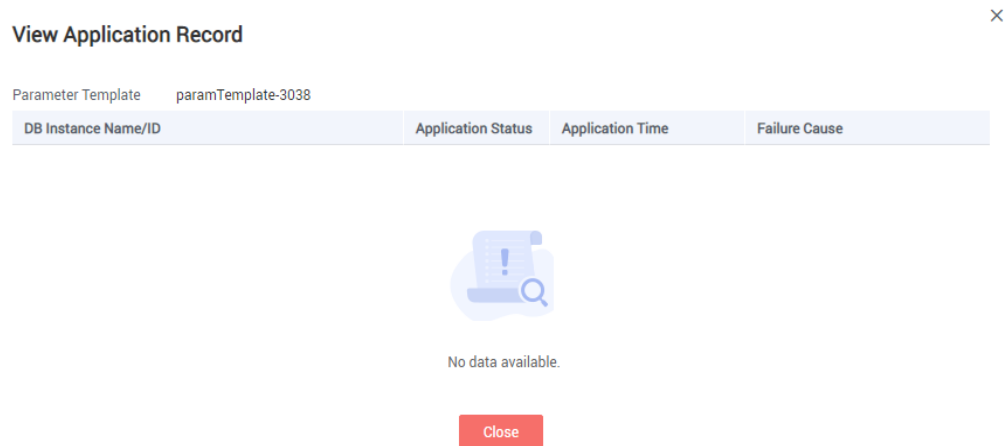 View Application Record
Parameter Template paramTemplate-3038
DB Instance Name/ID Application Status Application Time Failure Cause
No data available.
Close